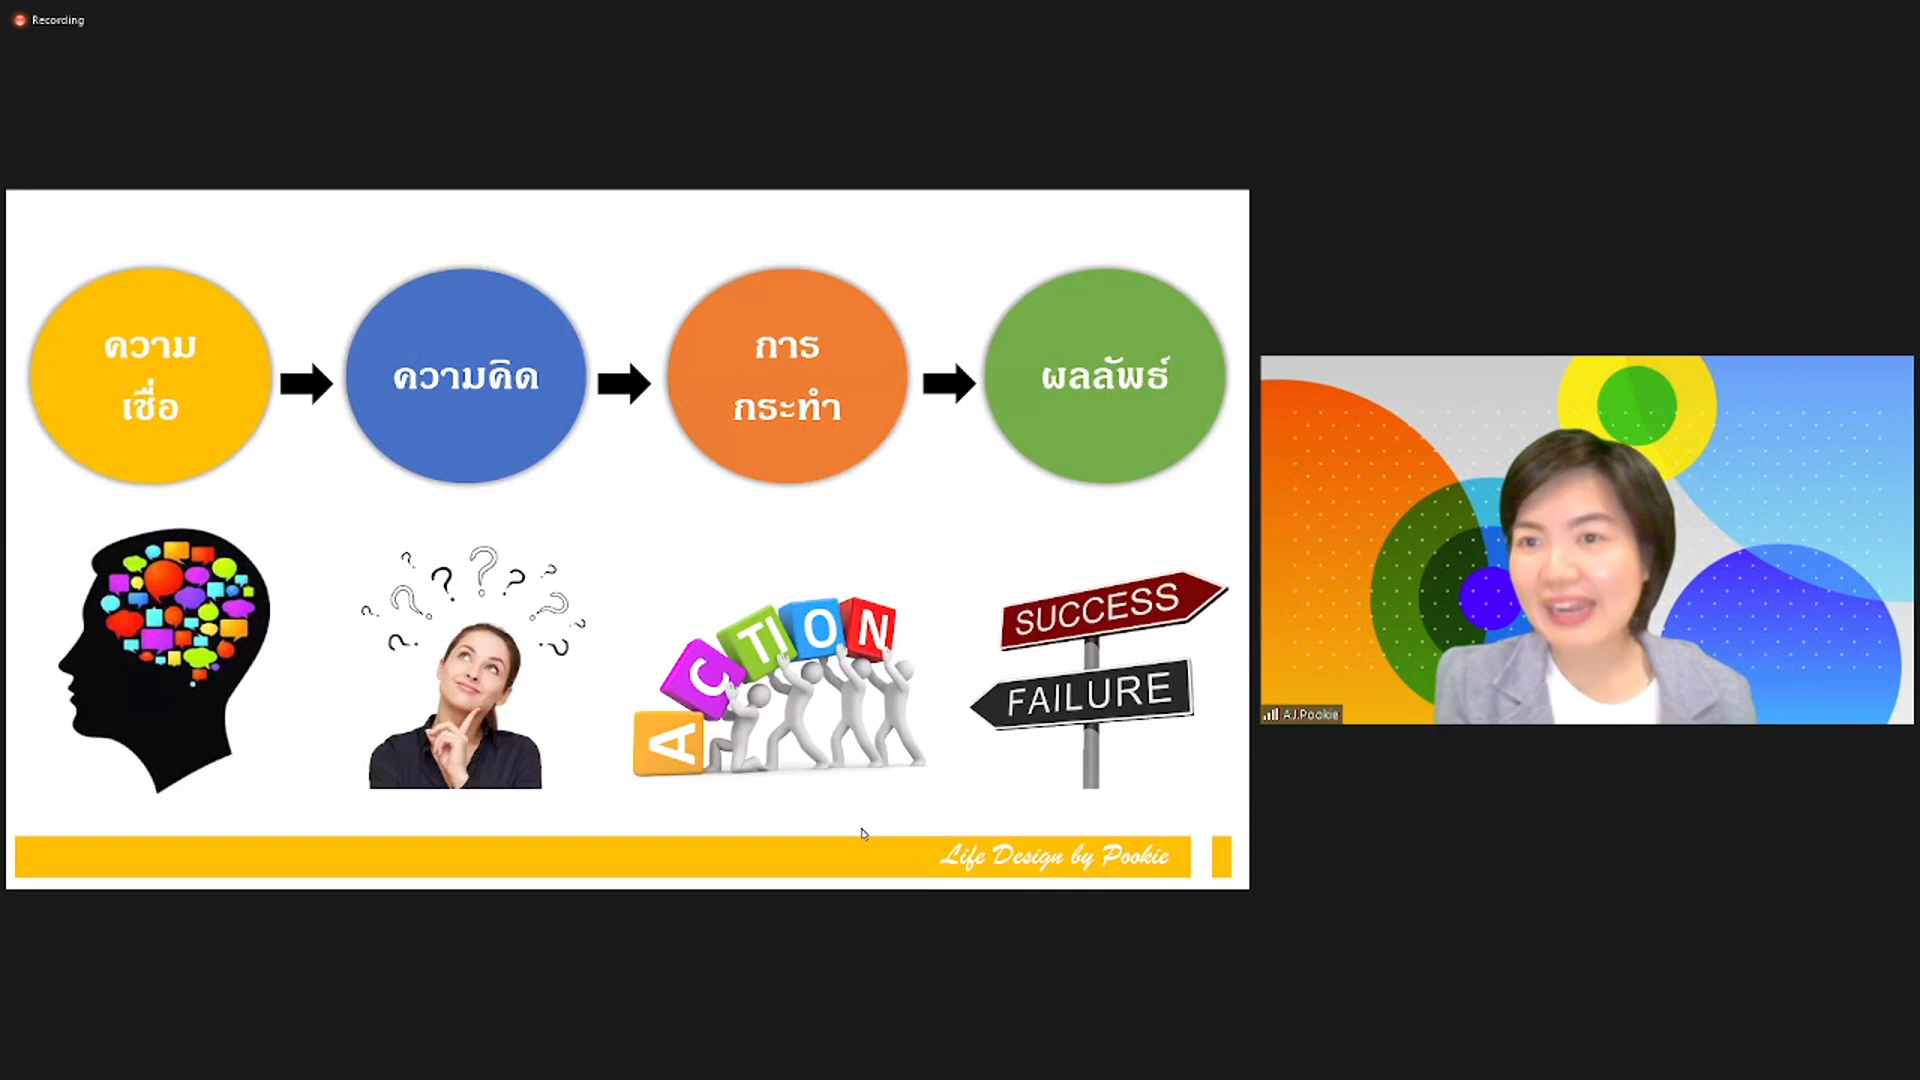 Recording
ความ
เชื่อ
ความคิด
การ
กระทำ
ผลลัพธ์
ACTION
SUCCESS
FAILURE
Life Design by Pookie
AJ.Pookie